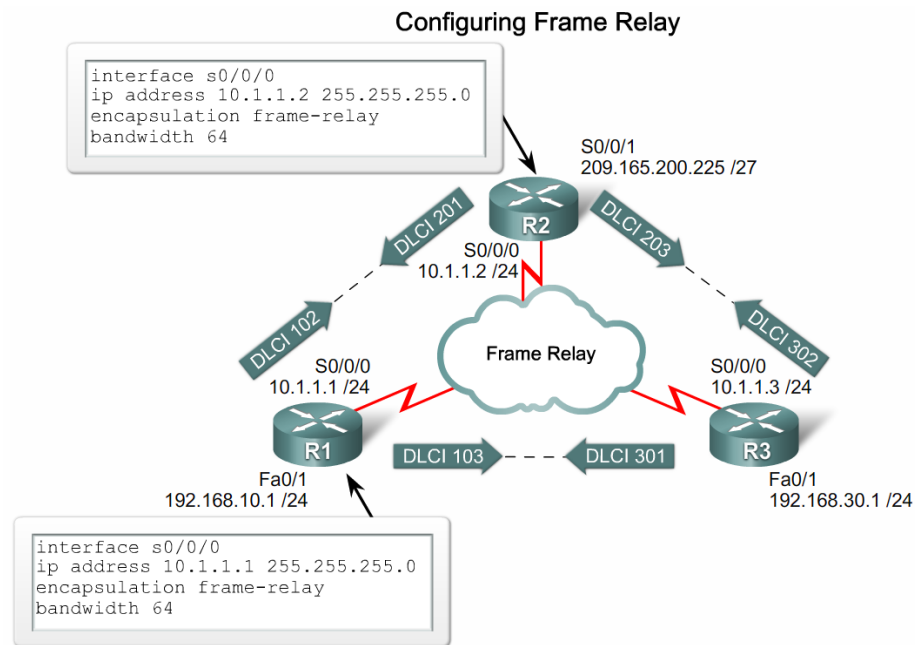 Configuring Frame Relay
interface s0/0/0
ip address 10.1.1.2 255.255.255.0
encapsulation frame-relay
bandwidth 64
S0/0/1
209.165.200.225 /27
R2
DLCI 201
DLCI 203
S0/0/0
10.1.1.2 /24
DLCI 102
DLCI 302
Frame Relay
S0/0/0
10.1.1.1 /24
S0/0/0
10.1.1.3 /24
R1
DLCI 103
DLCI 301
R3
Fa0/1
192.168.10.1 /24
Fa0/1
192.168.30.1 /24
interface s0/0/0
ip address 10.1.1.1 255.255.255.0
encapsulation frame-relay
bandwidth 64